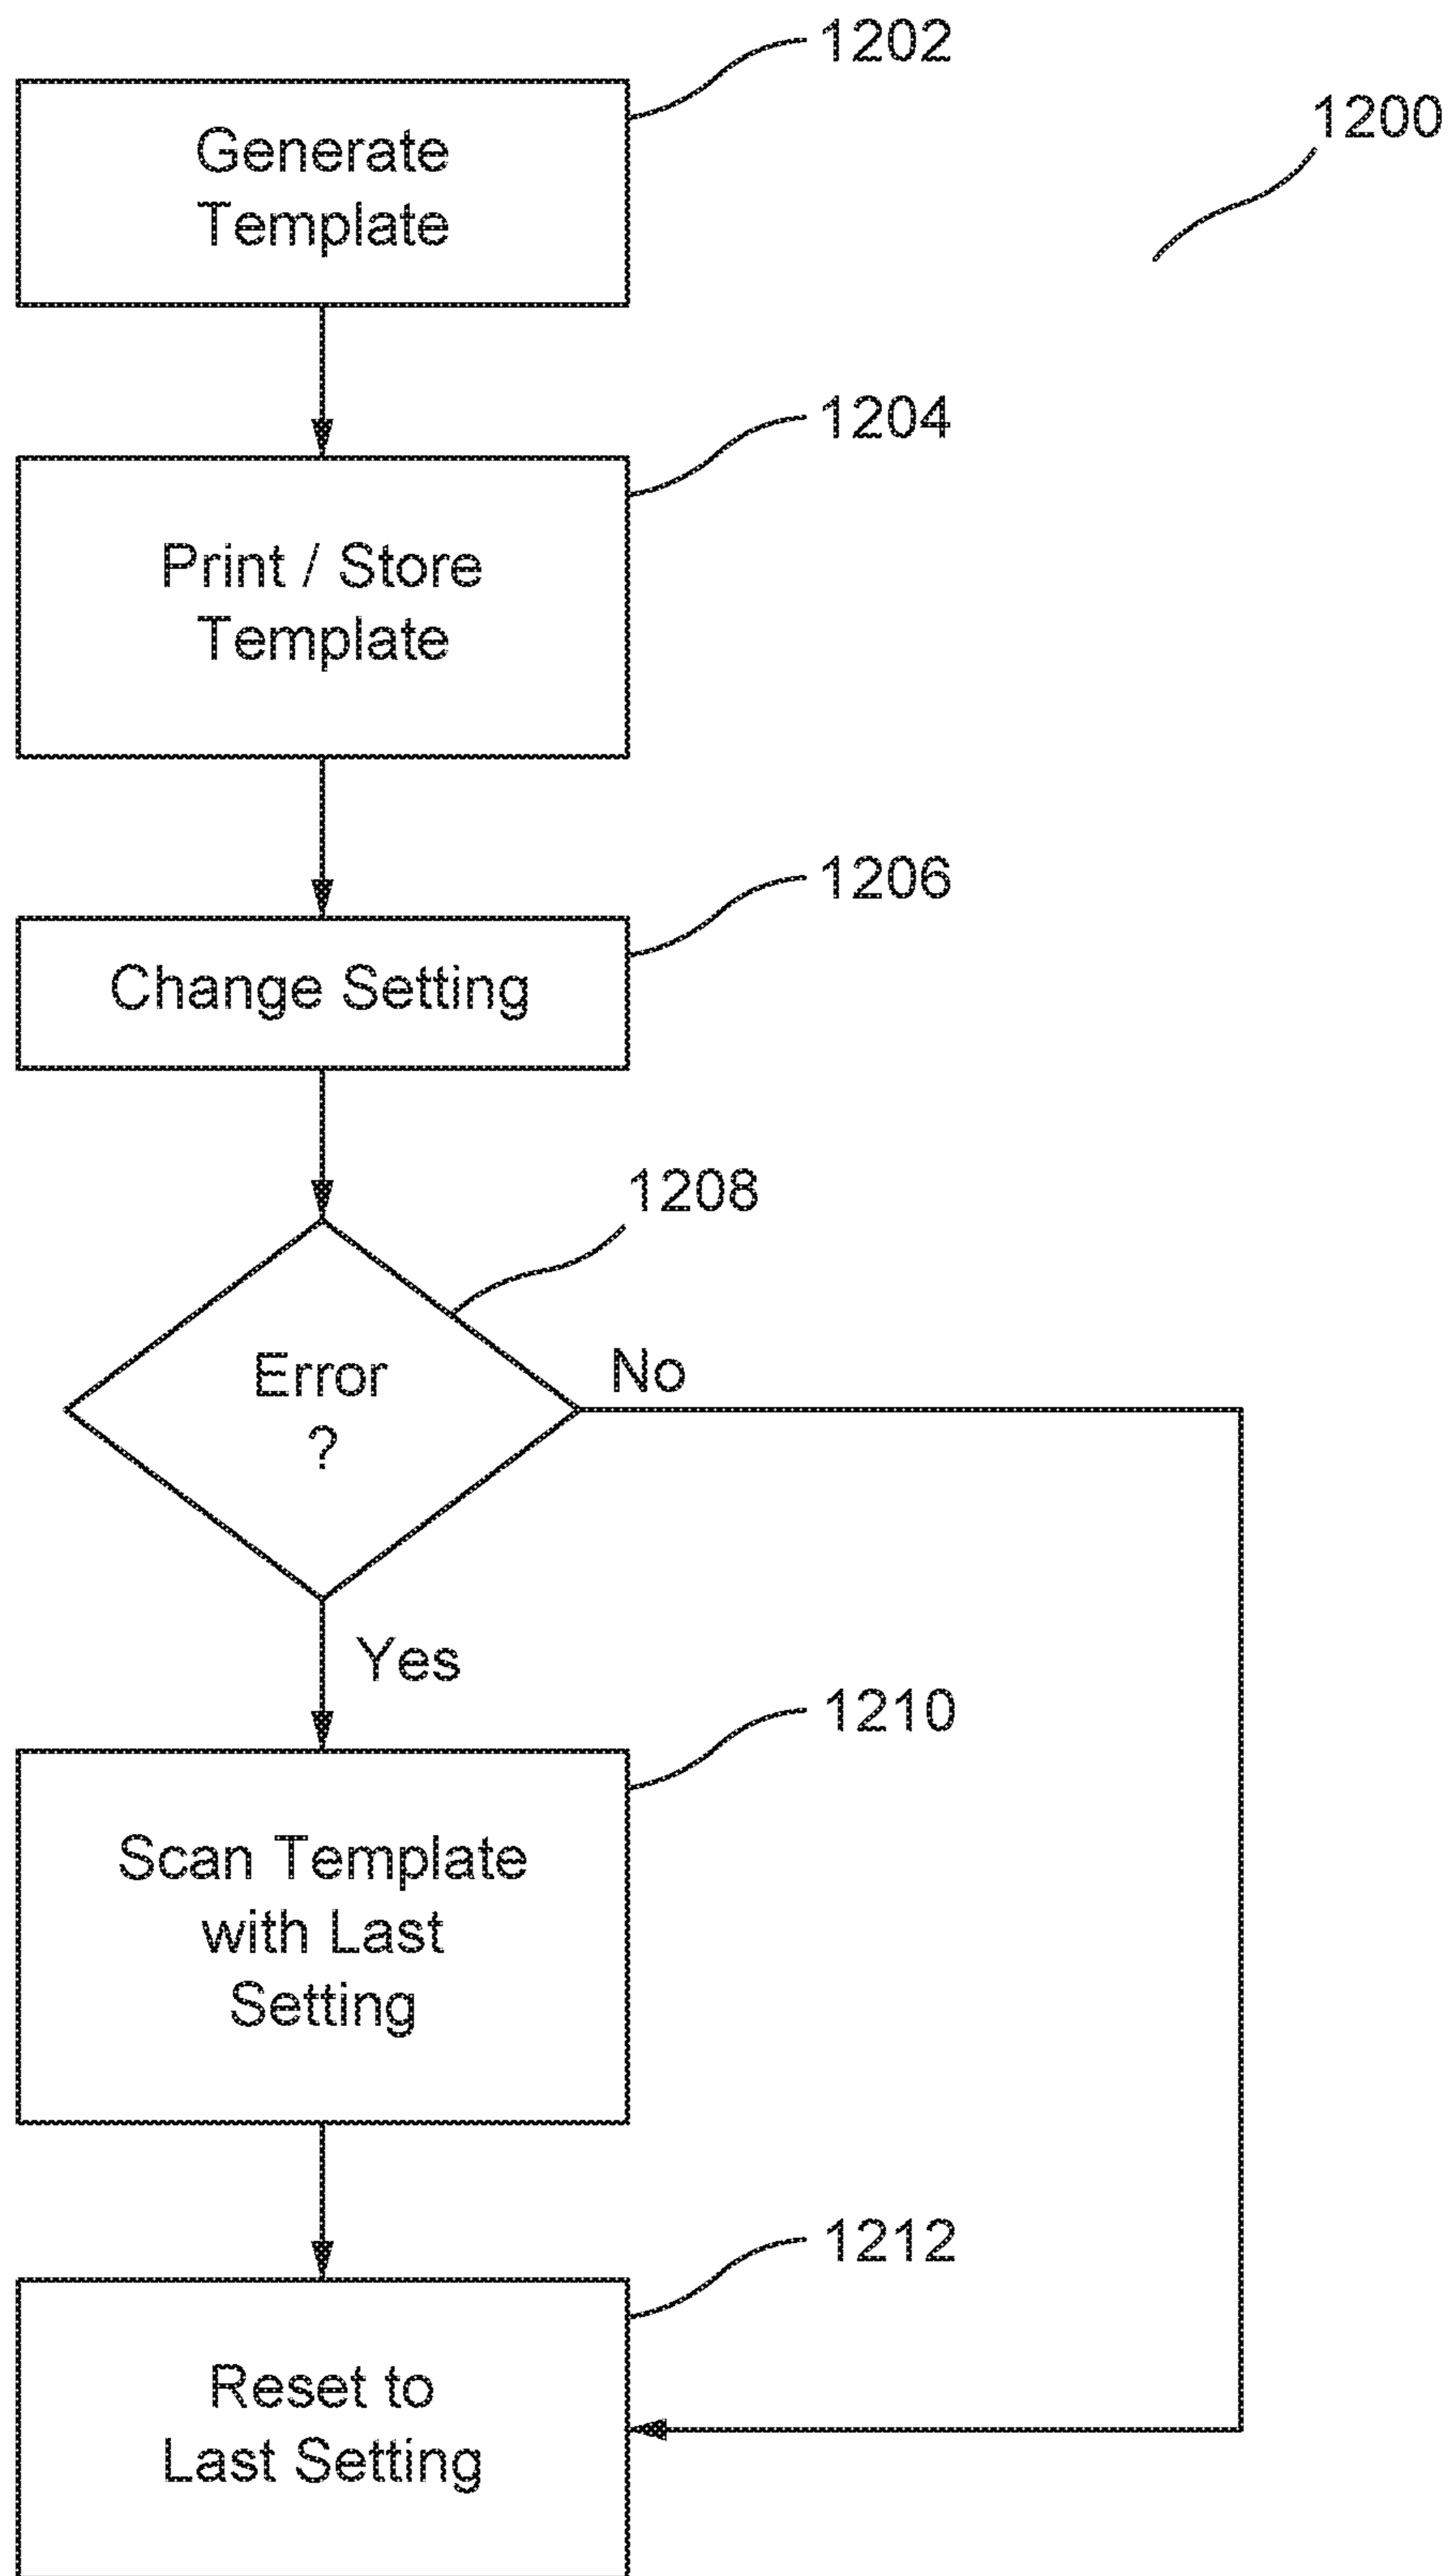 1202
1200
Generate
Template
1204
Print / Store
Template
1206
Change Setting
1208
Error
?
No
Yes
1210
Scan Template
with Last
Setting
1212
Reset to
Last Setting